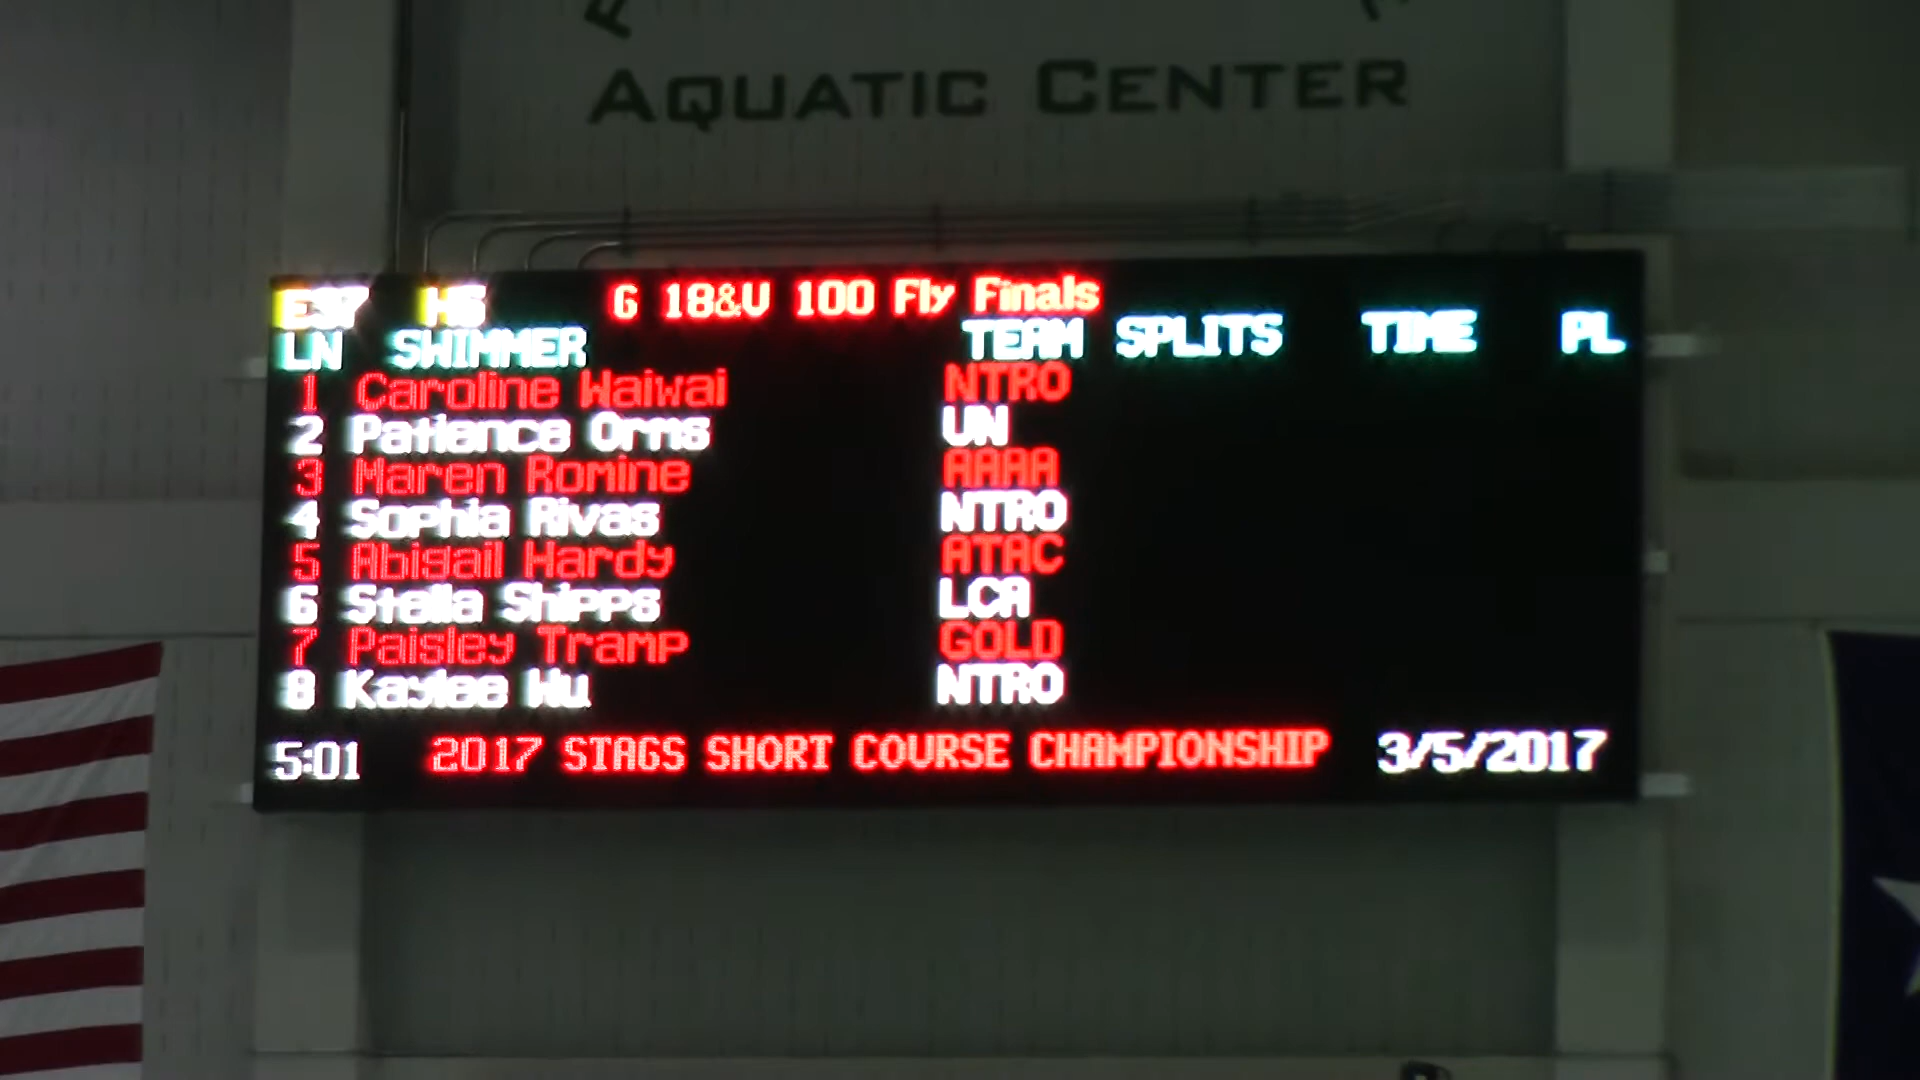 AQUATIC CENTER
E37 H6 G 18&U 100 Fly Finals
LN SWIMMER TEAM SPLITS TIME PL
1 Caroline Waiwai NTRO
2 Patience Orms UN
3 Maren Romine AAAA
4 Sophia Rivas NTRO
5 Abigail Hardy ATAC
6 Stella Shipps LCA
7 Paisley Tramp GOLD
8 Kaylee Hu NTRO
5:01 2017 STAGS SHORT COURSE CHAMPIONSHIP 3/5/2017